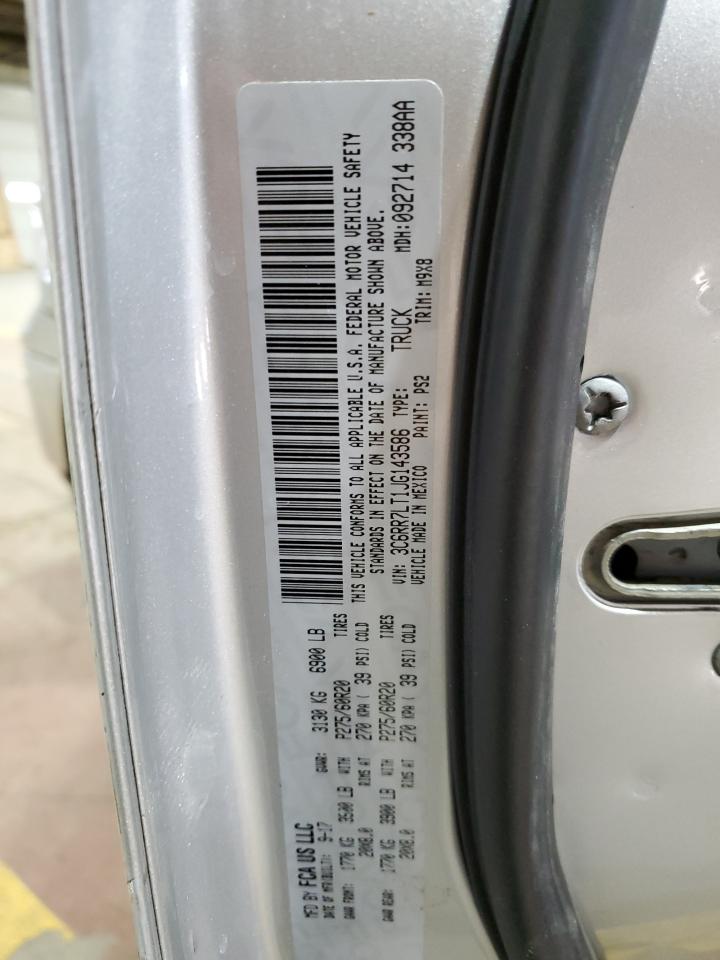 MFD BY FCA US LLC
DATE OF MFR(BUILT): 9-17 GVWR: 3130 KG 6900 LB
GAWR FRONT: 1770 KG 3500 LB WITH P275/60R20 TIRES
20X8.0 RIMS AT 270 KPA ( 39 PSI) COLD
GAWR REAR: 1770 KG 3900 LB WITH P275/60R20
20X8.0 RIMS AT 270 KPA ( 39 PSI) COLD
THIS VEHICLE CONFORMS TO ALL APPLICABLE U.S.A. FEDERAL MOTOR VEHICLE SAFETY
STANDARDS IN EFFECT ON THE DATE OF MANUFACTURE SHOWN ABOVE.
VIN: 3C6RR7LT1JG143586 TYPE: TRUCK MDH:092714 338AA
VEHICLE MADE IN MEXICO PAINT: PS2 TRIM: M9X8